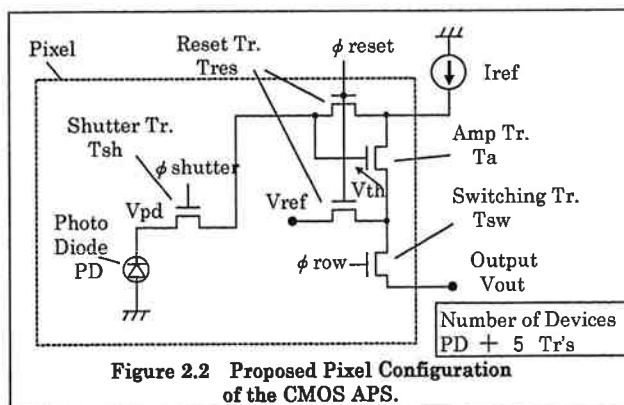 Pixel
Reset Tr.
Tres
φ reset
Iref
Shutter Tr.
Tsh
φ shutter
Amp Tr.
Ta
Vpd
Vth
Vref
Switching Tr.
Tsw
Photo
Diode
PD
φ row
Output
Vout
Number of Devices
PD + 5 Tr's
Figure 2.2 Proposed Pixel Configuration
of the CMOS APS.